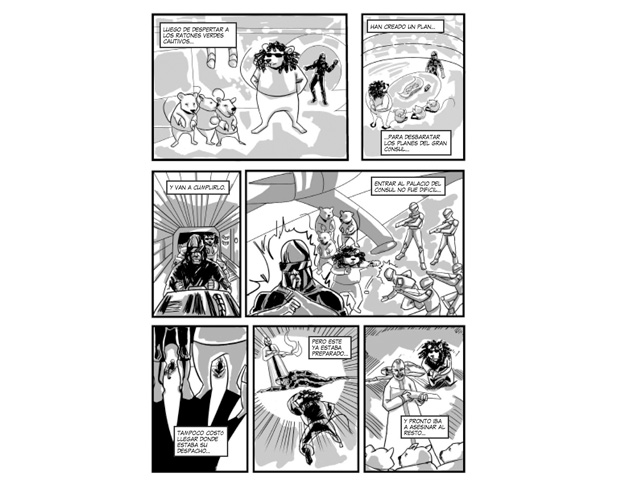 LUEGO DE DESPERTAR A
LOS RATONES VERDES
CAUTIVOS...
HAN CREADO UN PLAN...
...PARA DESBARATAR
LOS PLANES DEL GRAN
CONSUL...
Y VAN A CUMPLIRLO.
ENTRAR AL PALACIO DEL
CONSUL NO FUE DIFICIL...
TAMPOCO COSTO
LLEGAR DONDE
ESTABA SU
DESPACHO...
PERO ESTE
YA ESTABA
PREPARADO...
Y PRONTO IBA
A ASESINAR AL
RESTO...